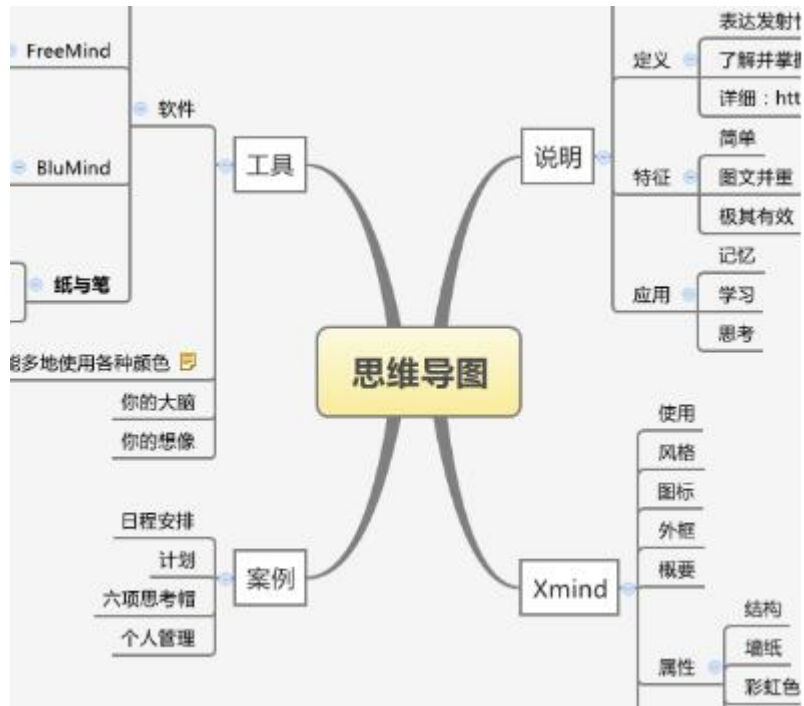 思维导图
说明
定义
表达发射
了解并掌
详细：htt
特征
简单
图文并重
极其有效
应用
记忆
学习
思考
Xmind
使用
风格
图标
外框
概要
属性
结构
墙纸
彩虹色
工具
软件
FreeMind
BluMind
纸与笔
能多地使用各种颜色
你的大脑
你的想像
案例
日程安排
计划
六项思考帽
个人管理